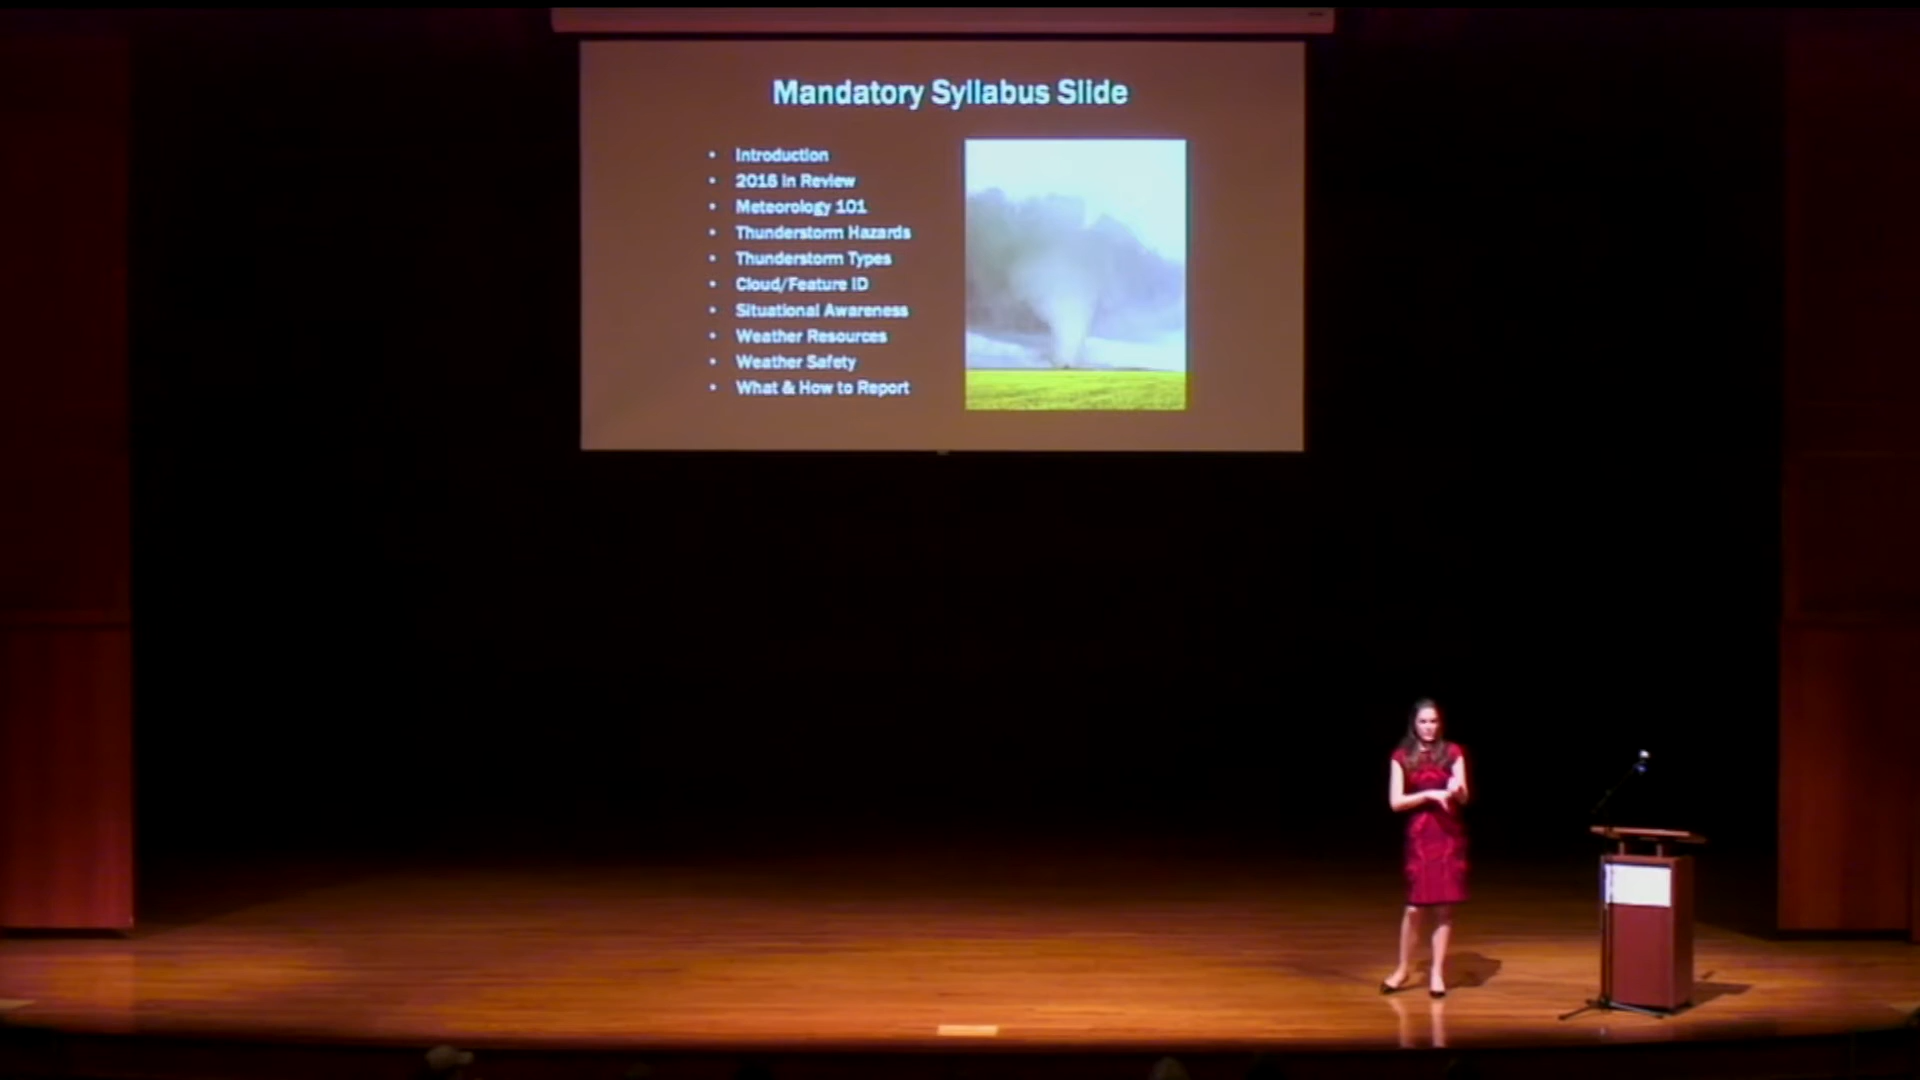 Mandatory Syllabus Slide
• Introduction
• 2016 in Review
• Meteorology 101
• Thunderstorm Hazards
• Thunderstorm Types
• Cloud/Feature ID
• Situational Awareness
• Weather Resources
• Weather Safety
• What & How to Report